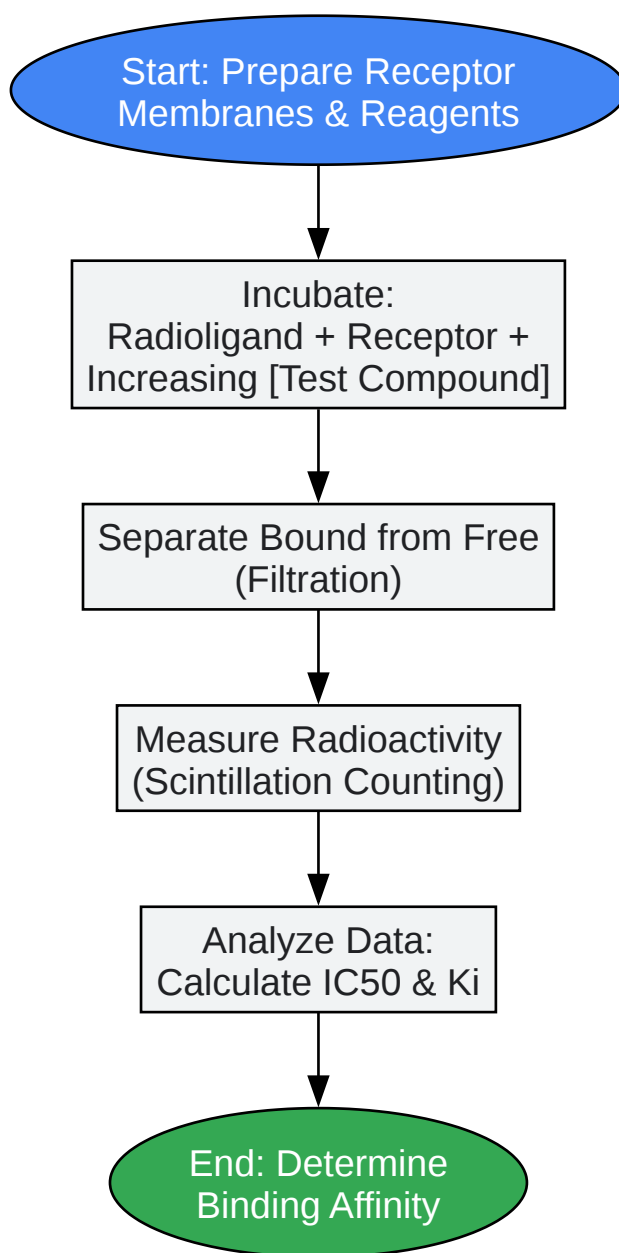 Start: Prepare Receptor
Membranes & Reagents
Incubate:
Radioligand + Receptor +
Increasing [Test Compound]
Separate Bound from Free
(Filtration)
Measure Radioactivity
(Scintillation Counting)
Analyze Data:
Calculate IC50 & Ki
End: Determine
Binding Affinity